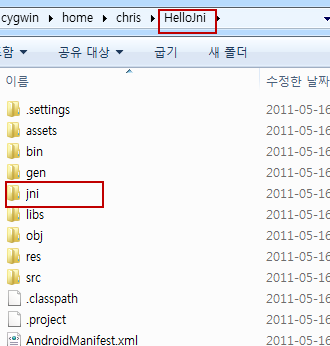 cygwin ▸ home ▸ chris ▸ HelloJni ▸
함 ▾ 공유 대상 ▾ 굽기 새 폴더
이름 수정한 날짜
.settings 2011-05-16
assets 2011-05-16
bin 2011-05-16
gen 2011-05-16
jni 2011-05-16
libs 2011-05-16
obj 2011-05-16
res 2011-05-16
src 2011-05-16
.classpath 2011-05-16
.project 2011-05-16
AndroidManifest.xml 2011-05-16